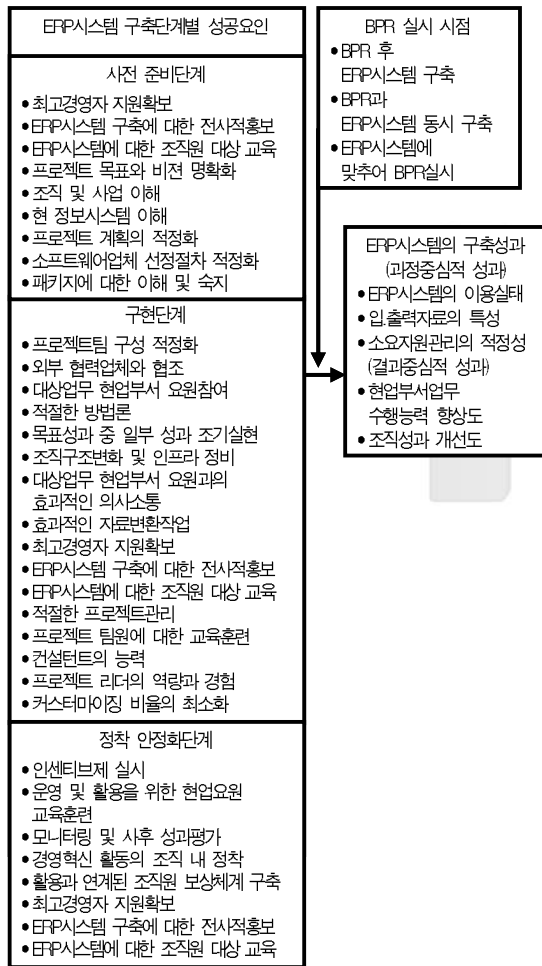 ERP시스템 구축단계별 성공요인
사전 준비단계
• 최고경영자 지원확보
• ERP시스템 구축에 대한 전사적홍보
• ERP시스템에 대한 조직원 대상 교육
• 프로젝트 목표와 비젼 명확화
• 조직 및 사업 이해
• 현 정보시스템 이해
• 프로젝트 계획의 적정화
• 소프트웨어업체 선정절차 적정화
• 패키지에 대한 이해 및 숙지
구현단계
• 프로젝트팀 구성 적정화
• 외부 협력업체와 협조
• 대상업무 현업부서 요원참여
• 적절한 방법론
• 목표성과 중 일부 성과 조기실현
• 조직구조변화 및 인프라 정비
• 대상업무 현업부서 요원과의
효과적인 의사소통
• 효과적인 자료변환작업
• 최고경영자 지원확보
• ERP시스템 구축에 대한 전사적홍보
• ERP시스템에 대한 조직원 대상 교육
• 적절한 프로젝트관리
• 프로젝트 팀원에 대한 교육훈련
• 컨설턴트의 능력
• 프로젝트 리더의 역량과 경험
• 커스터마이징 비율의 최소화
정착 안정화단계
• 인센티브제 실시
• 운영 및 활용을 위한 현업요원
교육훈련
• 모니터링 및 사후 성과평가
• 경영혁신 활동의 조직 내 정착
• 활용과 연계된 조직원 보상체계 구축
• 최고경영자 지원확보
• ERP시스템 구축에 대한 전사적홍보
• ERP시스템에 대한 조직원 대상 교육
BPR 실시 시점
• BPR 후
ERP시스템 구축
• BPR과
ERP시스템 동시 구축
• ERP시스템에
맞추어 BPR실시
ERP시스템의 구축성과
(과정중심적 성과)
• ERP시스템의 이용실태
• 입.출력자료의 특성
• 소요자원관리의 적정성
(결과중심적 성과)
• 현업부서업무
수행능력 향상도
• 조직성과 개선도